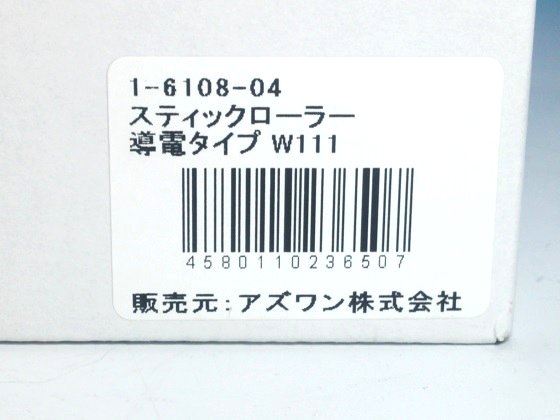 1-6108-04
スティックローラー
導電タイプ W111
4580110236507
販売元:アズワン株式会社